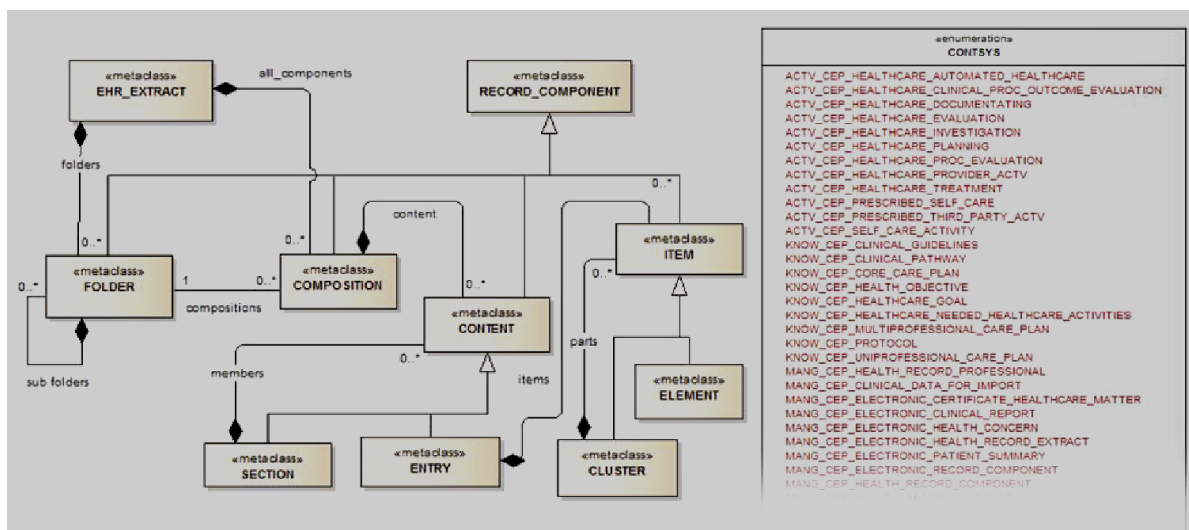 «metaclass»
EHR_EXTRACT
all_components
«metaclass»
RECORD_COMPONENT
folders
0..*
0..*
0..*
content
«metaclass»
ITEM
0..*
0..*
«metaclass»
FOLDER
1
compositions
0..*
«metaclass»
COMPOSITION
0..*
sub folders
«metaclass»
CONTENT
0..*
members
items
parts
«metaclass»
ELEMENT
«metaclass»
SECTION
«metaclass»
ENTRY
«metaclass»
CLUSTER
«enumeration»
CONTSYS
ACTV_CEP_HEALTHCARE_AUTOMATED_HEALTHCARE
ACTV_CEP_HEALTHCARE_CLINICAL_PROC_OUTCOME_EVALUATION
ACTV_CEP_HEALTHCARE_DOCUMENTATING
ACTV_CEP_HEALTHCARE_EVALUATION
ACTV_CEP_HEALTHCARE_INVESTIGATION
ACTV_CEP_HEALTHCARE_PLANNING
ACTV_CEP_HEALTHCARE_PROC_EVALUATION
ACTV_CEP_HEALTHCARE_PROVIDER_ACTV
ACTV_CEP_HEALTHCARE_TREATMENT
ACTV_CEP_PRESCRIBED_SELF_CARE
ACTV_CEP_PRESCRIBED_THIRD_PARTY_ACTV
ACTV_CEP_SELF_CARE_ACTIVITY
KNOW_CEP_CLINICAL_GUIDELINES
KNOW_CEP_CLINICAL_PATHWAY
KNOW_CEP_CORE_CARE_PLAN
KNOW_CEP_HEALTH_OBJECTIVE
KNOW_CEP_HEALTHCARE_GOAL
KNOW_CEP_HEALTHCARE_NEEDED_HEALTHCARE_ACTIVITIES
KNOW_CEP_MULTIPROFESSIONAL_CARE_PLAN
KNOW_CEP_PROTOCOL
KNOW_CEP_UNIPROFESSIONAL_CARE_PLAN
MANG_CEP_HEALTH_RECORD_PROFESSIONAL
MANG_CEP_CLINICAL_DATA_FOR_IMPORT
MANG_CEP_ELECTRONIC_CERTIFICATE_HEALTHCARE_MATTER
MANG_CEP_ELECTRONIC_CLINICAL_REPORT
MANG_CEP_ELECTRONIC_HEALTH_CONCERN
MANG_CEP_ELECTRONIC_HEALTH_RECORD_EXTRACT
MANG_CEP_ELECTRONIC_PATIENT_SUMMARY
MANG_CEP_ELECTRONIC_RECORD_COMPONENT
MANG_CEP_HEALTH_RECORD_COMPONENT